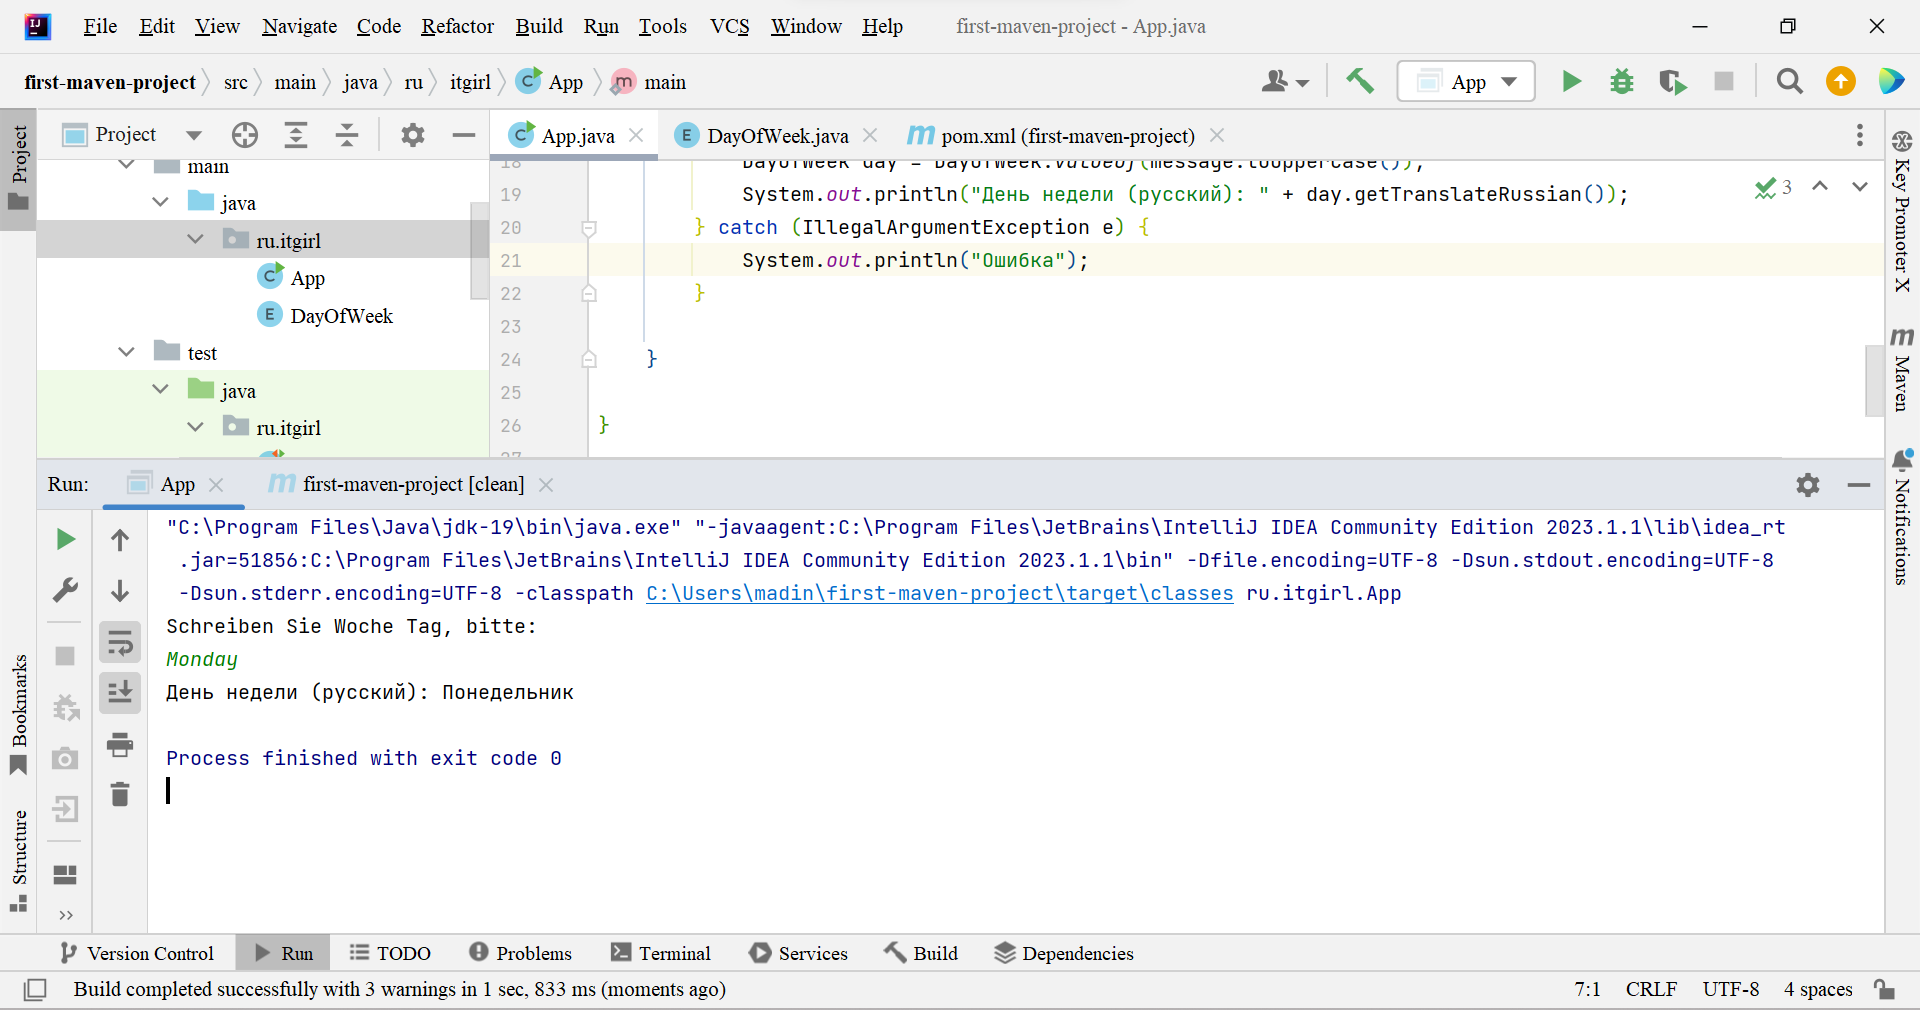 File Edit View Navigate Code Refactor Build Run Tools VCS Window Help first-maven-project - App.java
first-maven-project src main java ru itgirl App main App
Project App.java DayOfWeek.java pom.xml (first-maven-project)
main
java
ru.itgirl
App
DayOfWeek
test
java
ru.itgirl
18 DayOfWeek day = DayOfWeek.valueOf(message.toUpperCase());
19 System.out.println("День недели (русский): " + day.getTranslateRussian());
20 } catch (IllegalArgumentException e) {
21 System.out.println("Ошибка");
22 }
23
24 }
25
26 }
27
3
Project
Bookmarks
Structure
Key Promoter X
Maven
Notifications
Run: App first-maven-project [clean]
"C:\Program Files\Java\jdk-19\bin\java.exe" "-javaagent:C:\Program Files\JetBrains\IntelliJ IDEA Community Edition 2023.1.1\lib\idea_rt
.jar=51856:C:\Program Files\JetBrains\IntelliJ IDEA Community Edition 2023.1.1\bin" -Dfile.encoding=UTF-8 -Dsun.stdout.encoding=UTF-8
-Dsun.stderr.encoding=UTF-8 -classpath C:\Users\madin\first-maven-project\target\classes ru.itgirl.App
Schreiben Sie Woche Tag, bitte:
Monday
День недели (русский): Понедельник
Process finished with exit code 0
Version Control Run TODO Problems Terminal Services Build Dependencies
Build completed successfully with 3 warnings in 1 sec, 833 ms (moments ago) 7:1 CRLF UTF-8 4 spaces